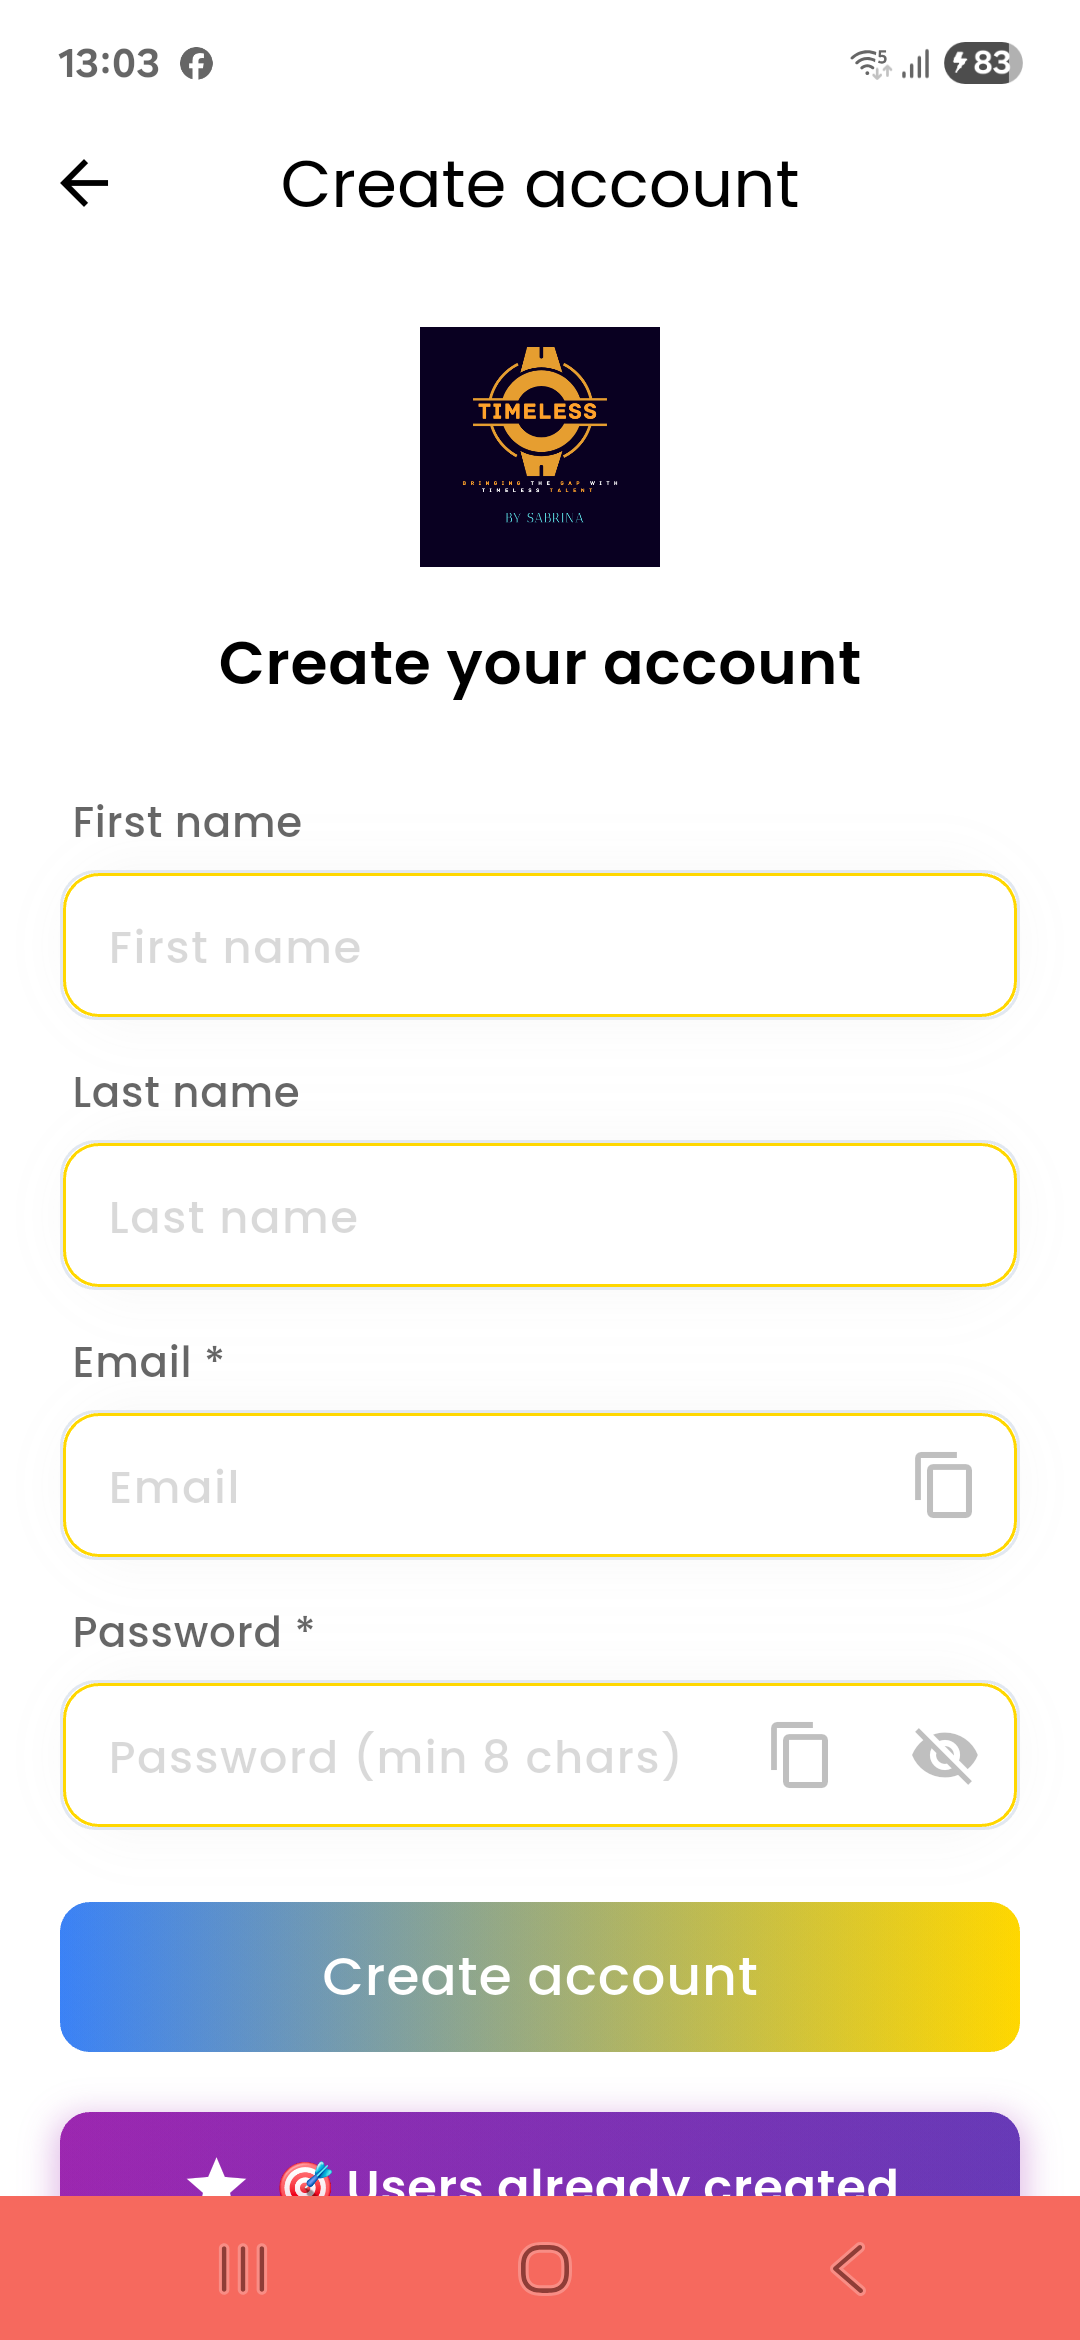 13:03
5
83
Create account
TIMELESS
BRINGING THE GAP WITH
TIMELESS TALENT
BY SABRINA
Create your account
First name
First name
Last name
Last name
Email *
Email
Password *
Password (min 8 chars)
Create account
🎯 Users already created